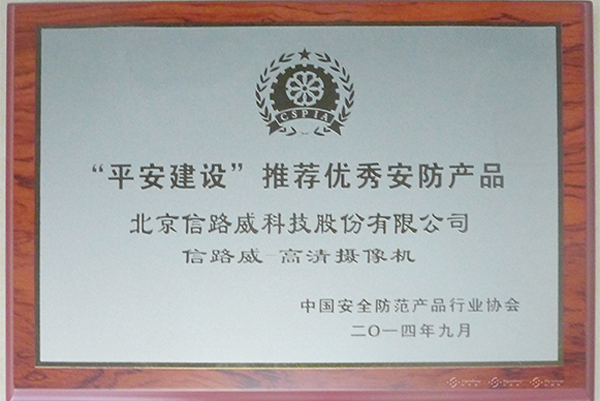 CSPIA
“平安建设”推荐优秀安防产品
北京信路威科技股份有限公司
信路威-高清摄像机
中国安全防范产品行业协会
二〇一四年九月